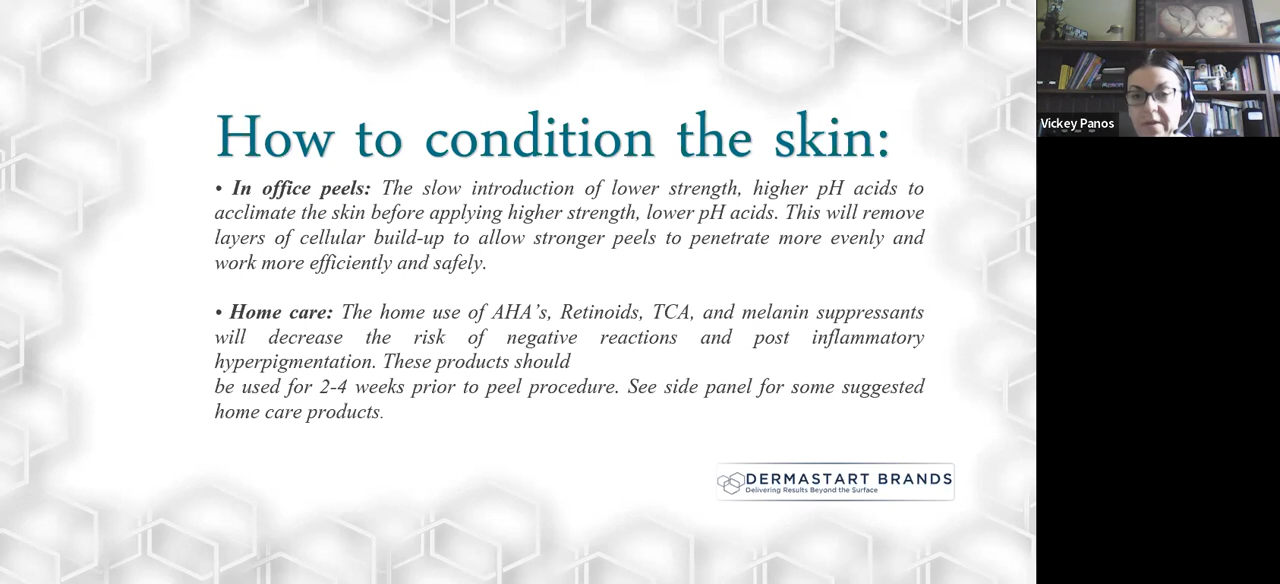 How to condition the skin:
• In office peels: The slow introduction of lower strength, higher pH acids to
acclimate the skin before applying higher strength, lower pH acids. This will remove
layers of cellular build-up to allow stronger peels to penetrate more evenly and
work more efficiently and safely.
• Home care: The home use of AHA’s, Retinoids, TCA, and melanin suppressants
will decrease the risk of negative reactions and post inflammatory
hyperpigmentation. These products should
be used for 2-4 weeks prior to peel procedure. See side panel for some suggested
home care products.
DERMASTART BRANDS
Delivering Results Beyond the Surface
Vickey Panos